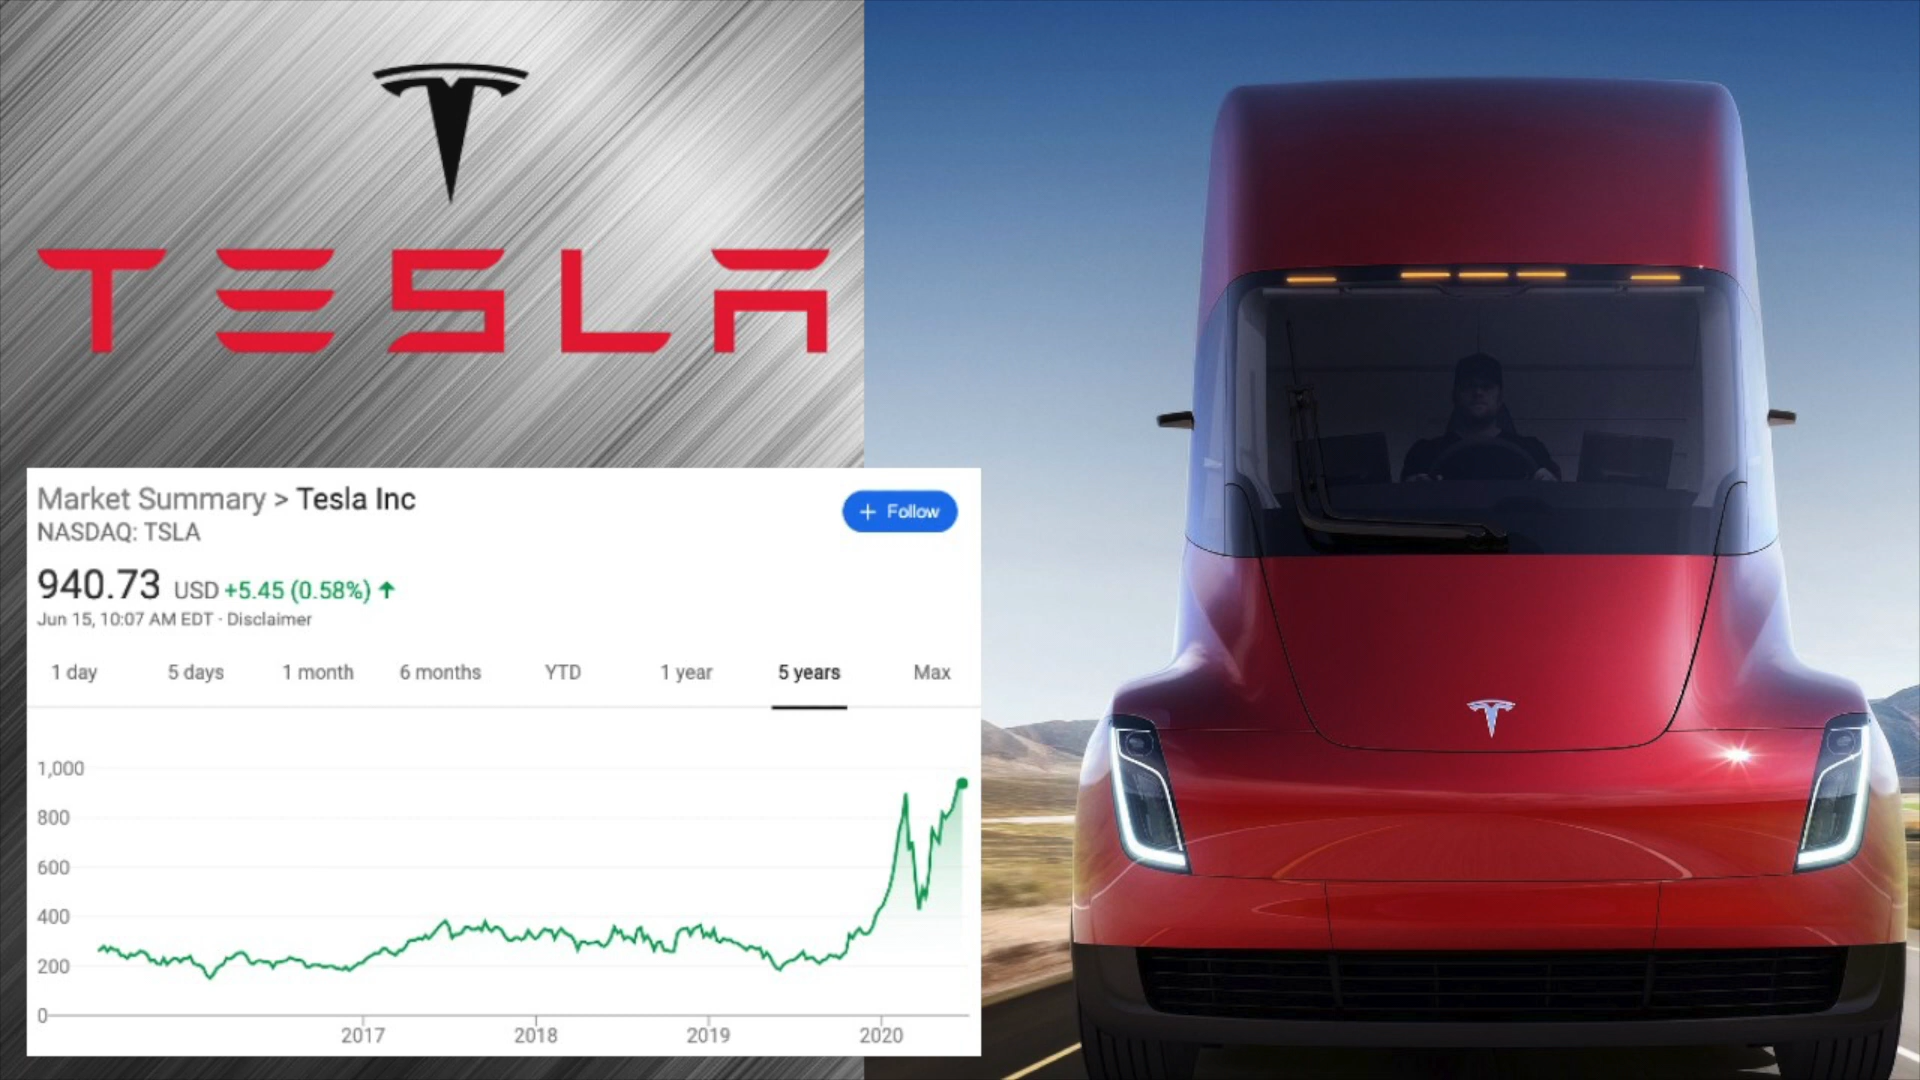 TESLA
Market Summary > Tesla Inc
+ Follow
NASDAQ: TSLA
940.73 USD +5.45 (0.58%) ↑
Jun 15, 10:07 AM EDT · Disclaimer
1 day 5 days 1 month 6 months YTD 1 year 5 years Max
1,000
800
600
400
200
0
2017 2018 2019 2020